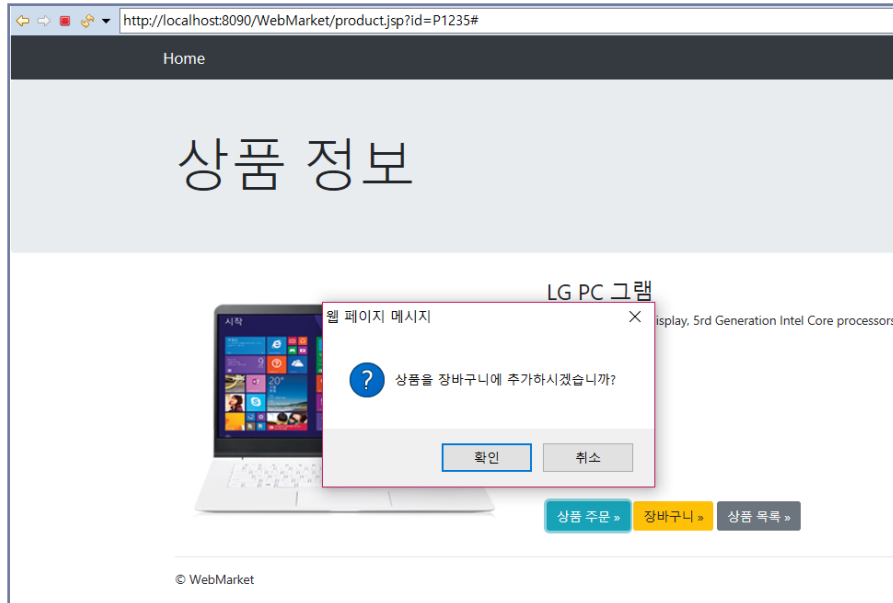 http://localhost:8090/WebMarket/product.jsp?id=P1235#
Home
상품 정보
LG PC 그램
isplay, 5rd Generation Intel Core processors
웹 페이지 메시지
상품을 장바구니에 추가하시겠습니까?
확인 취소
시작
20°
상품 주문 » 장바구니 » 상품 목록 »
© WebMarket